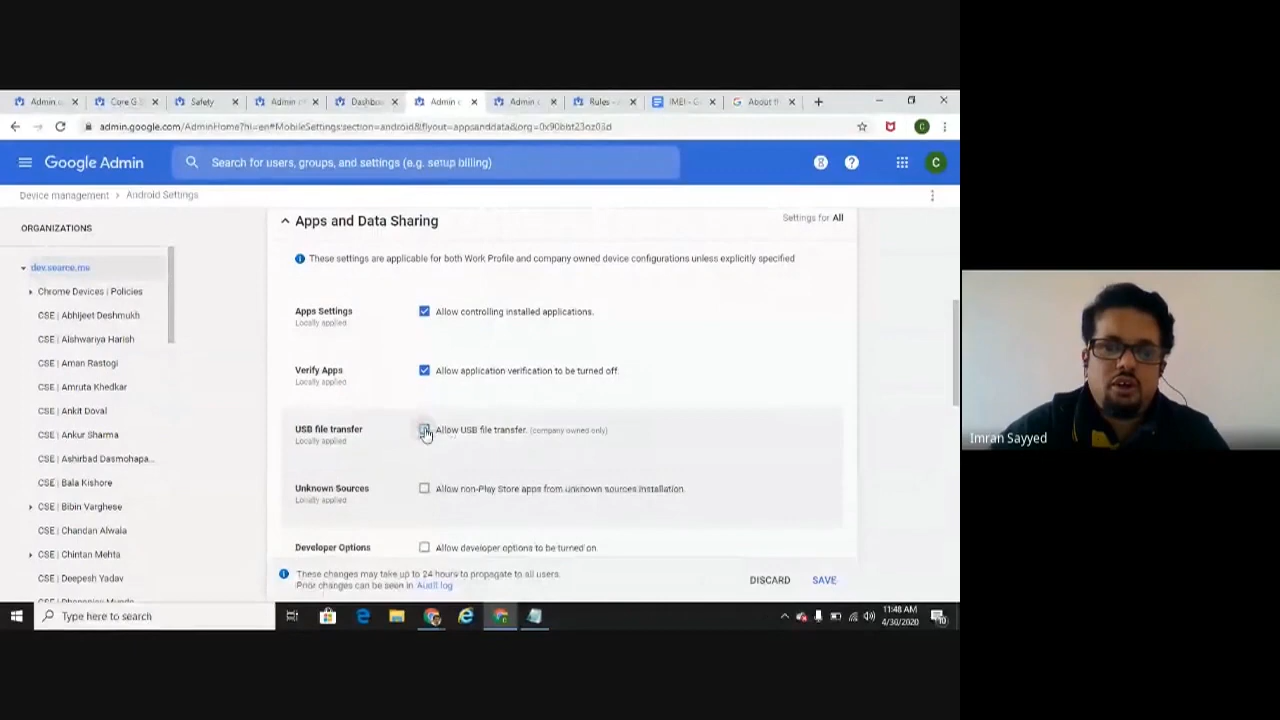 Admin
Core G
Safety
Admin
Dashbo
Admin
Admin
Rules -
IMEI - G
About
admin.google.com/AdminHome?hl=en#MobileSettings:section=android&flyout=appsanddata&org=
Google Admin
Search for users, groups, and settings (e.g. setup billing)
C
Device management > Android Settings
ORGANIZATIONS
Apps and Data Sharing
Settings for All
dev.searce.me
These settings are applicable for both Work Profile and company owned device configurations unless explicitly specified
Chrome Devices | Policies
CSE | Abhijeet Deshmukh
CSE | Aishwariya Harish
CSE | Aman Rastogi
CSE | Amruta Khedkar
CSE | Ankit Doval
CSE | Ankur Sharma
CSE | Ashirbad Dasmohapa...
CSE | Bala Kishore
CSE | Bibin Varghese
CSE | Chandan Alwala
CSE | Chintan Mehta
CSE | Deepesh Yadav
Apps Settings
Locally applied
Allow controlling installed applications.
Verify Apps
Locally applied
Allow application verification to be turned off.
USB file transfer
Locally applied
Allow USB file transfer. (company owned only)
Unknown Sources
Locally applied
Allow non-Play Store apps from unknown sources installation.
Developer Options
Allow developer options to be turned on
These changes may take up to 24 hours to propagate to all users.
Prior changes can be seen in Audit log
DISCARD
SAVE
Type here to search
11:48 AM
4/30/2020
Imran Sayyed